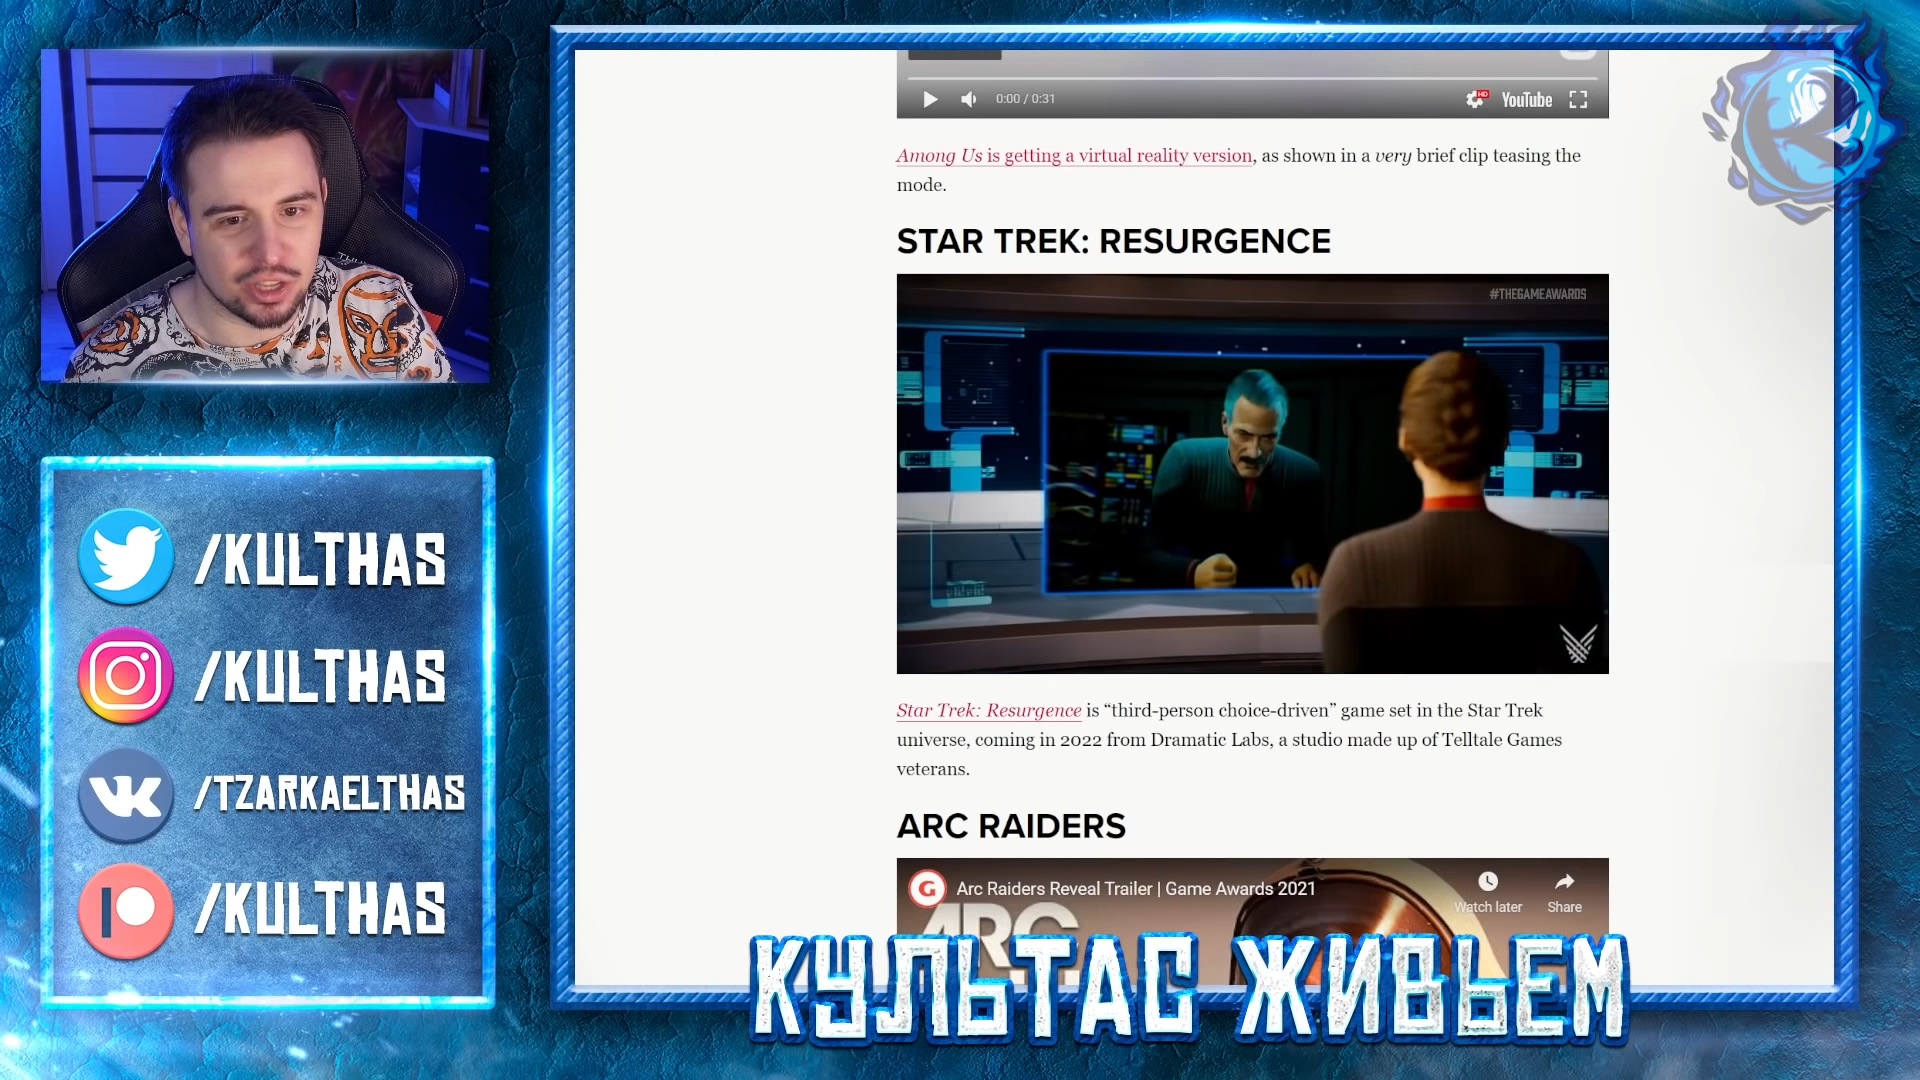 0:00 / 0:31
HD
YouTube
Among Us is getting a virtual reality version, as shown in a very brief clip teasing the
mode.
STAR TREK: RESURGENCE
#THEGAMEAWARDS
Star Trek: Resurgence is “third-person choice-driven” game set in the Star Trek
universe, coming in 2022 from Dramatic Labs, a studio made up of Telltale Games
veterans.
ARC RAIDERS
G
Arc Raiders Reveal Trailer | Game Awards 2021
Watch later
Share
ARC
/KULTHAS
/KULTHAS
/TZARKAELTHAS
/KULTHAS
КУЛЬТАС ЖИВЬЕМ